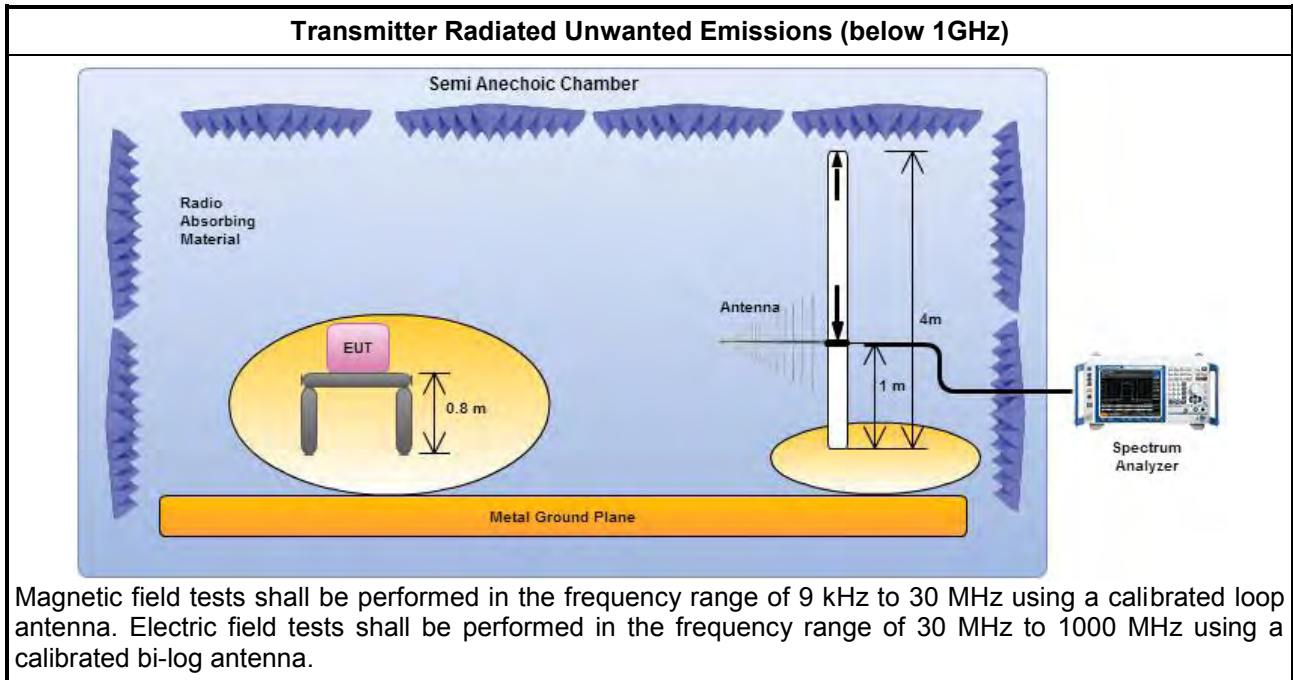 Transmitter Radiated Unwanted Emissions (below 1GHz)
Semi Anechoic Chamber
Radio
Absorbing
Material
Antenna
4m
EUT
1 m
0.8 m
Spectrum
Analyzer
Metal Ground Plane
Magnetic field tests shall be performed in the frequency range of 9 kHz to 30 MHz using a calibrated loop
antenna. Electric field tests shall be performed in the frequency range of 30 MHz to 1000 MHz using a
calibrated bi-log antenna.